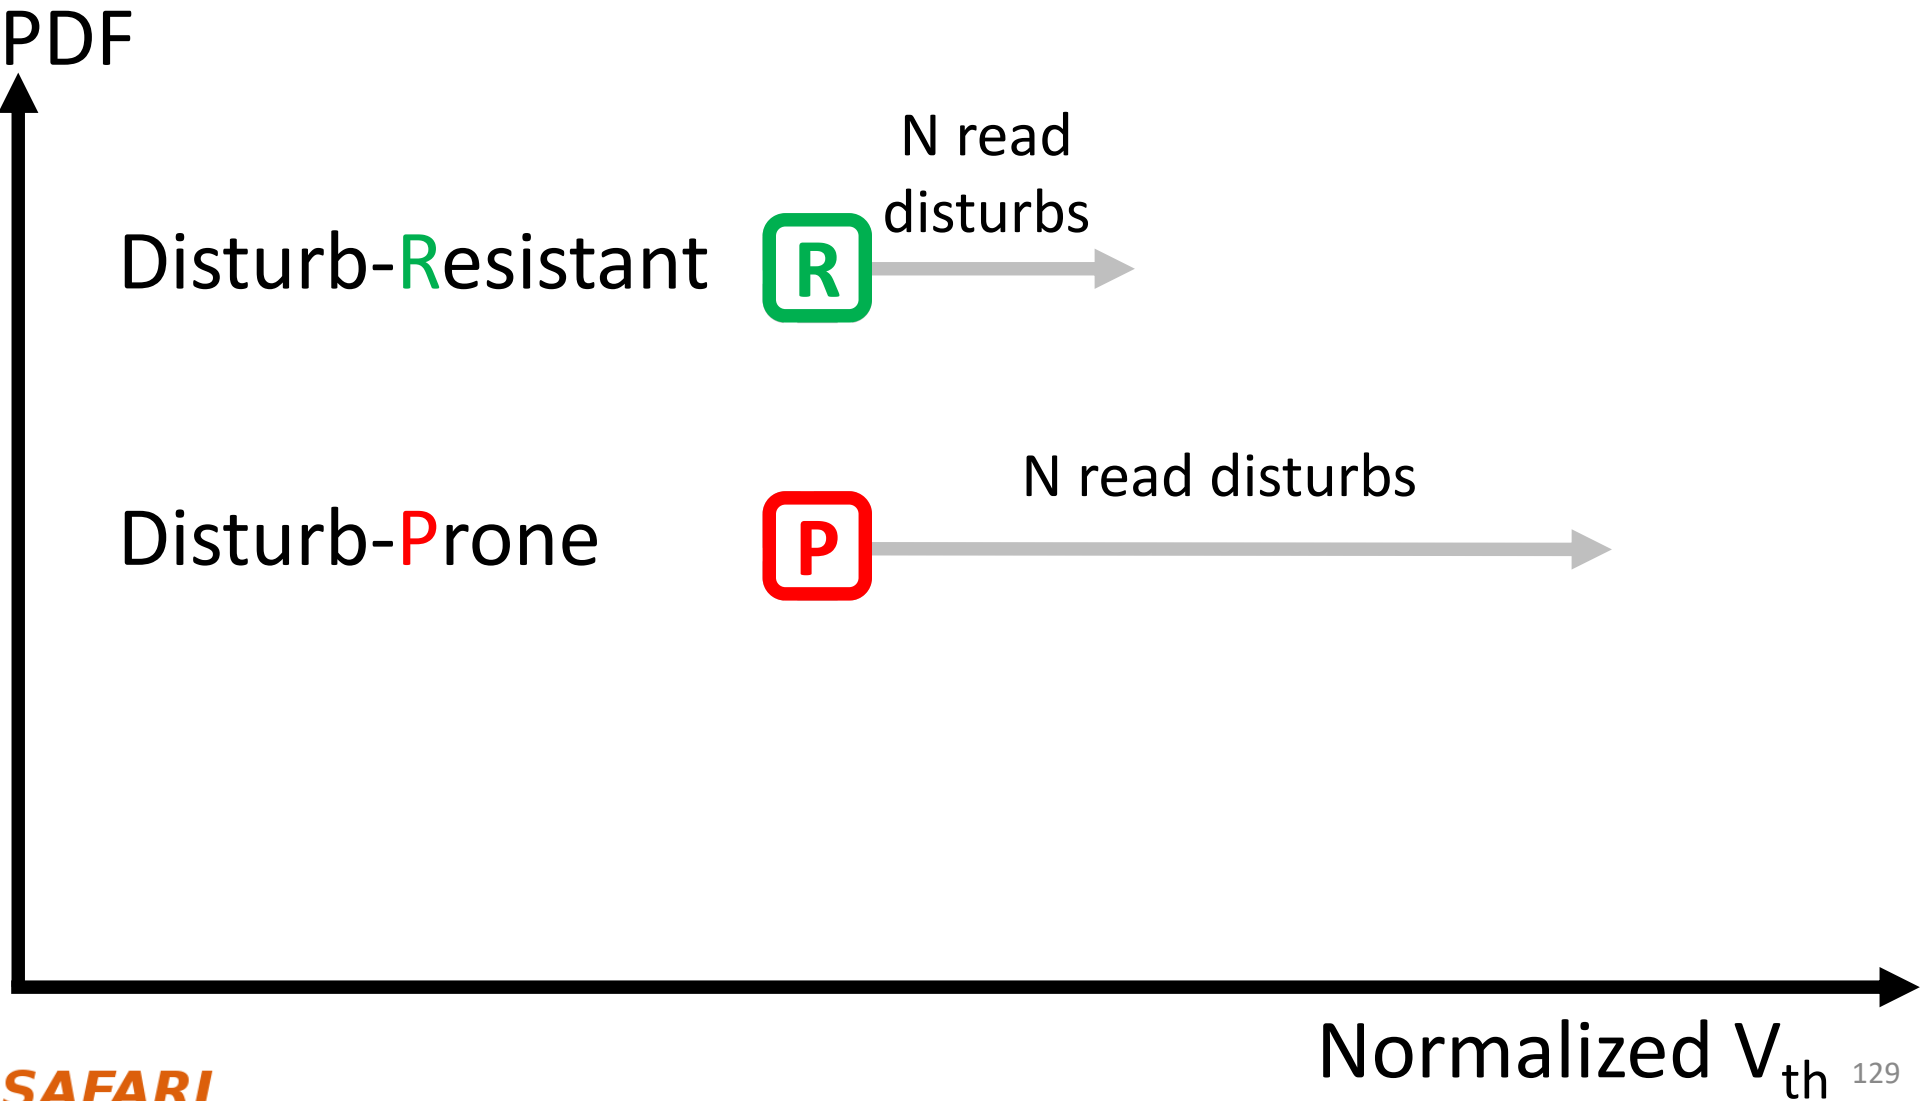 PDF
N read
disturbs
Disturb-Resistant
R
N read disturbs
Disturb-Prone
P
Normalized Vth
129
SAFARI